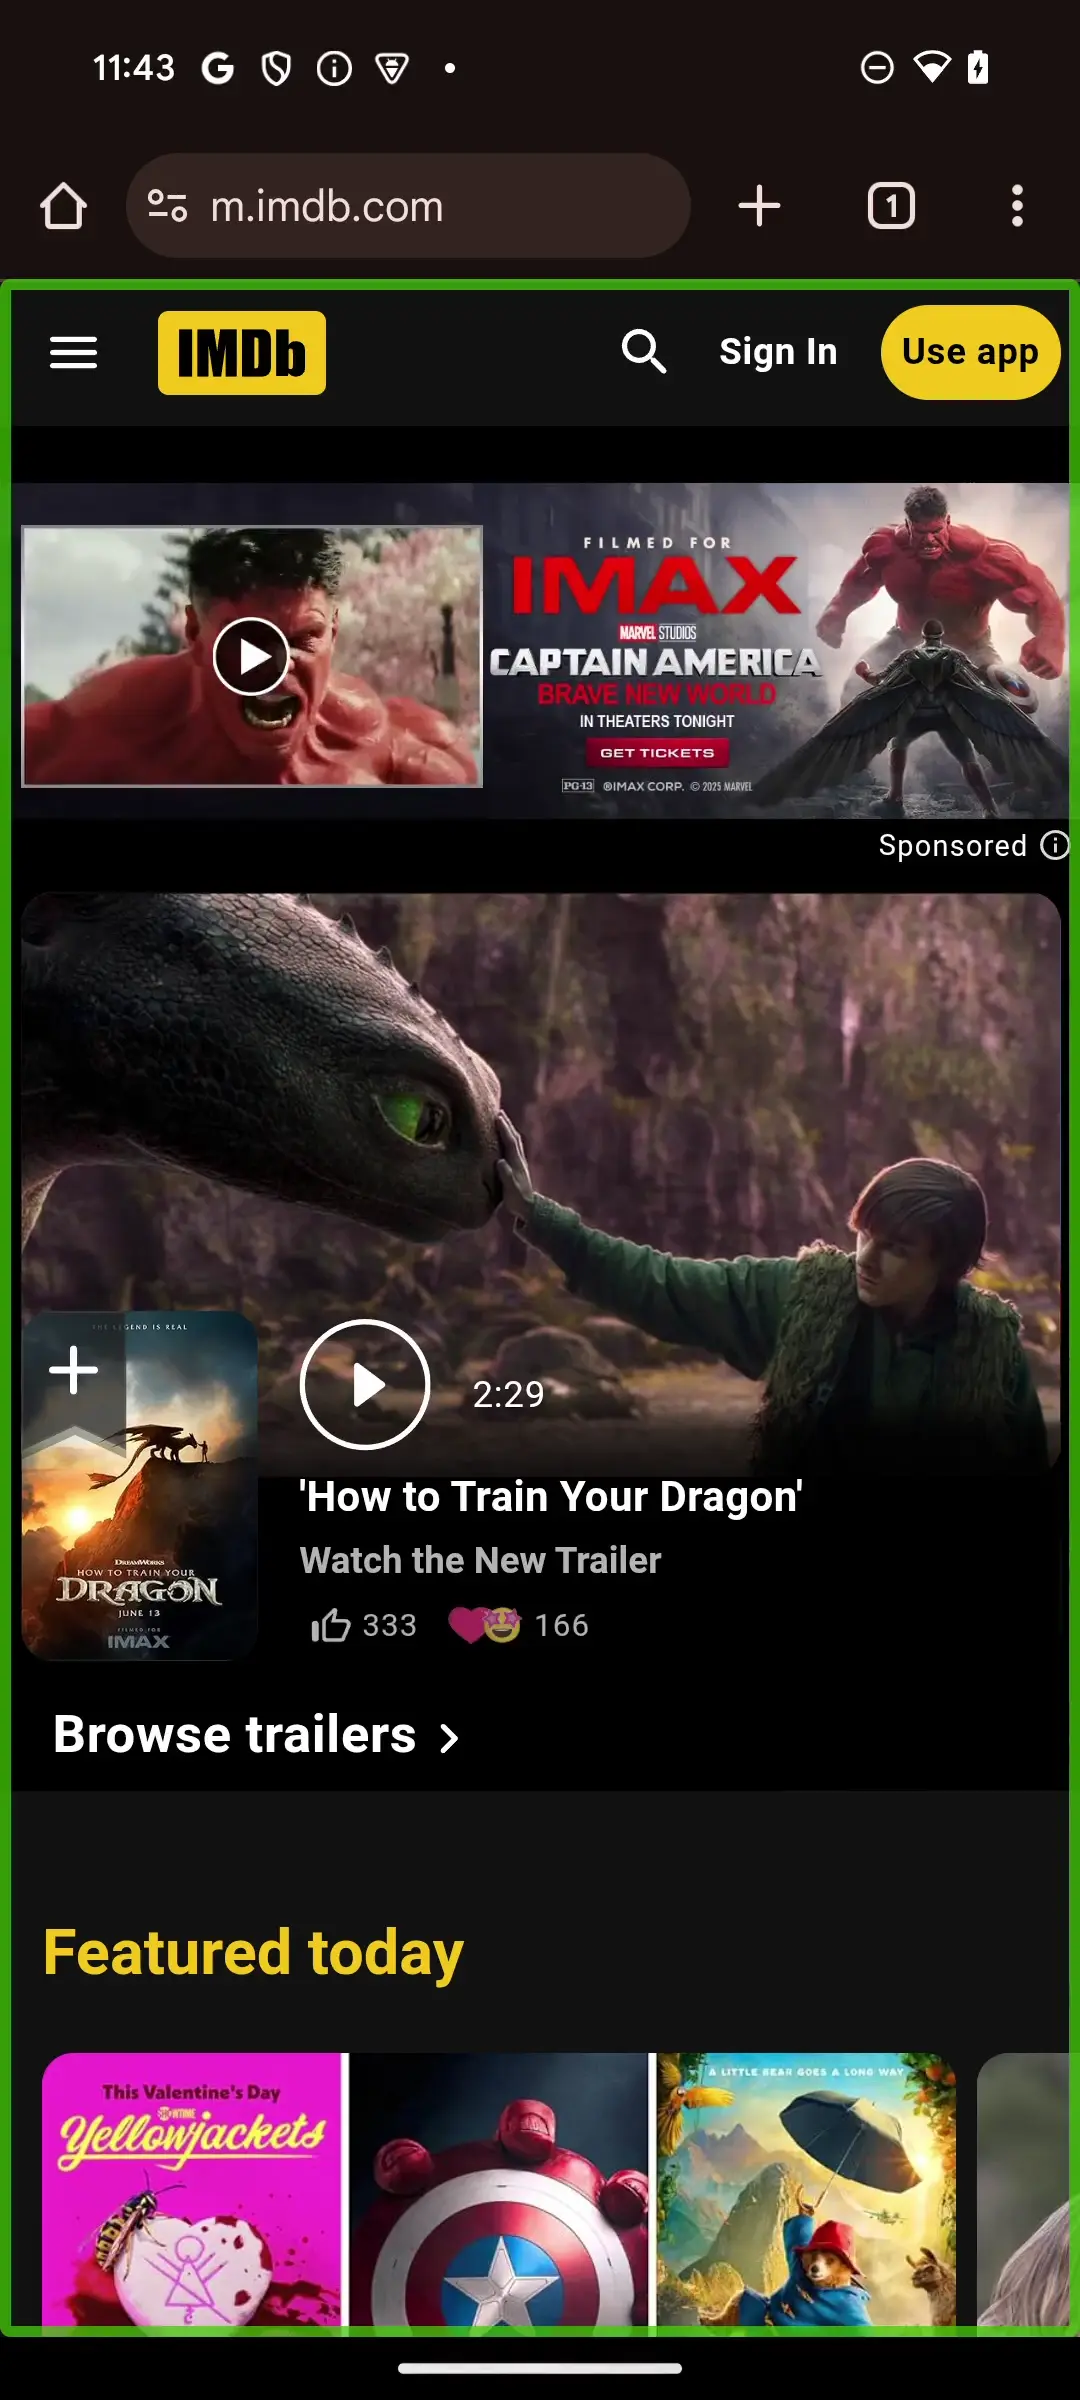 11:43
m.imdb.com
1
IMDb
Sign In
Use app
FILMED FOR
IMAX
MARVEL STUDIOS
CAPTAIN AMERICA
BRAVE NEW WORLD
IN THEATERS TONIGHT
GET TICKETS
PG-13 ®IMAX CORP. © 2025 MARVEL
Sponsored
THE LEGEND IS REAL
DREAMWORKS
HOW TO TRAIN YOUR
DRAGON
JUNE 13
FILMED FOR
IMAX
2:29
'How to Train Your Dragon'
Watch the New Trailer
333
166
Browse trailers
Featured today
This Valentine's Day
SHOWTIME
Yellowjackets
A LITTLE BEAR GOES A LONG WAY